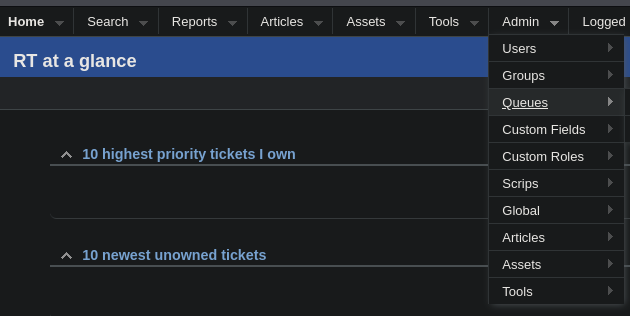 Home Search Reports Articles Assets Tools Admin Logged
RT at a glance
Users
Groups
Queues
Custom Fields
Custom Roles
Scrips
Global
Articles
Assets
Tools
10 highest priority tickets I own
10 newest unowned tickets